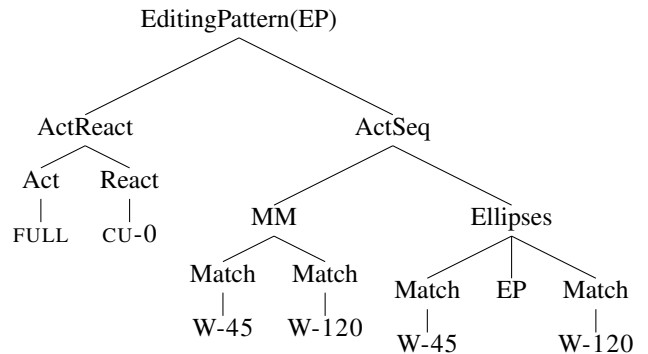 EditingPattern(EP)
ActReact ActSeq
Act React
MM Ellipses
FULL CU-0
Match Match Match EP Match
W-45 W-120 W-45 W-120